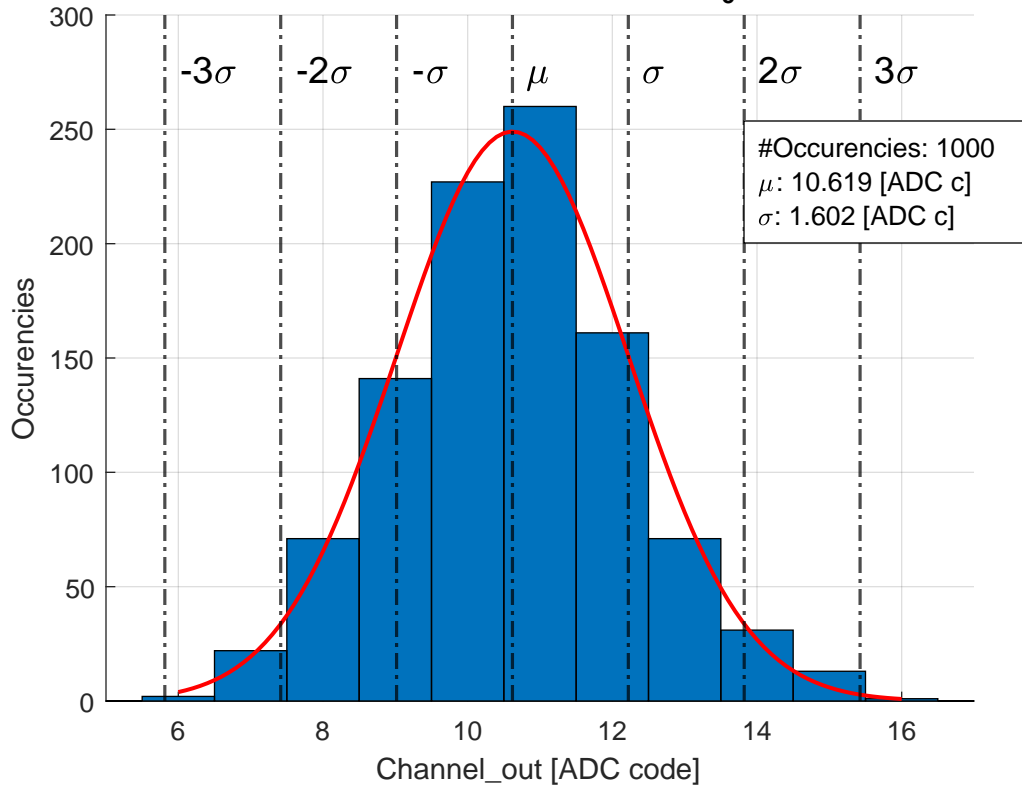 300
-3σ -2σ -σ μ σ 2σ 3σ
250
#Occurencies: 1000
μ: 10.619 [ADC c]
σ: 1.602 [ADC c]
200
Occurencies
150
100
50
0
6 8 10 12 14 16
Channel_out [ADC code]